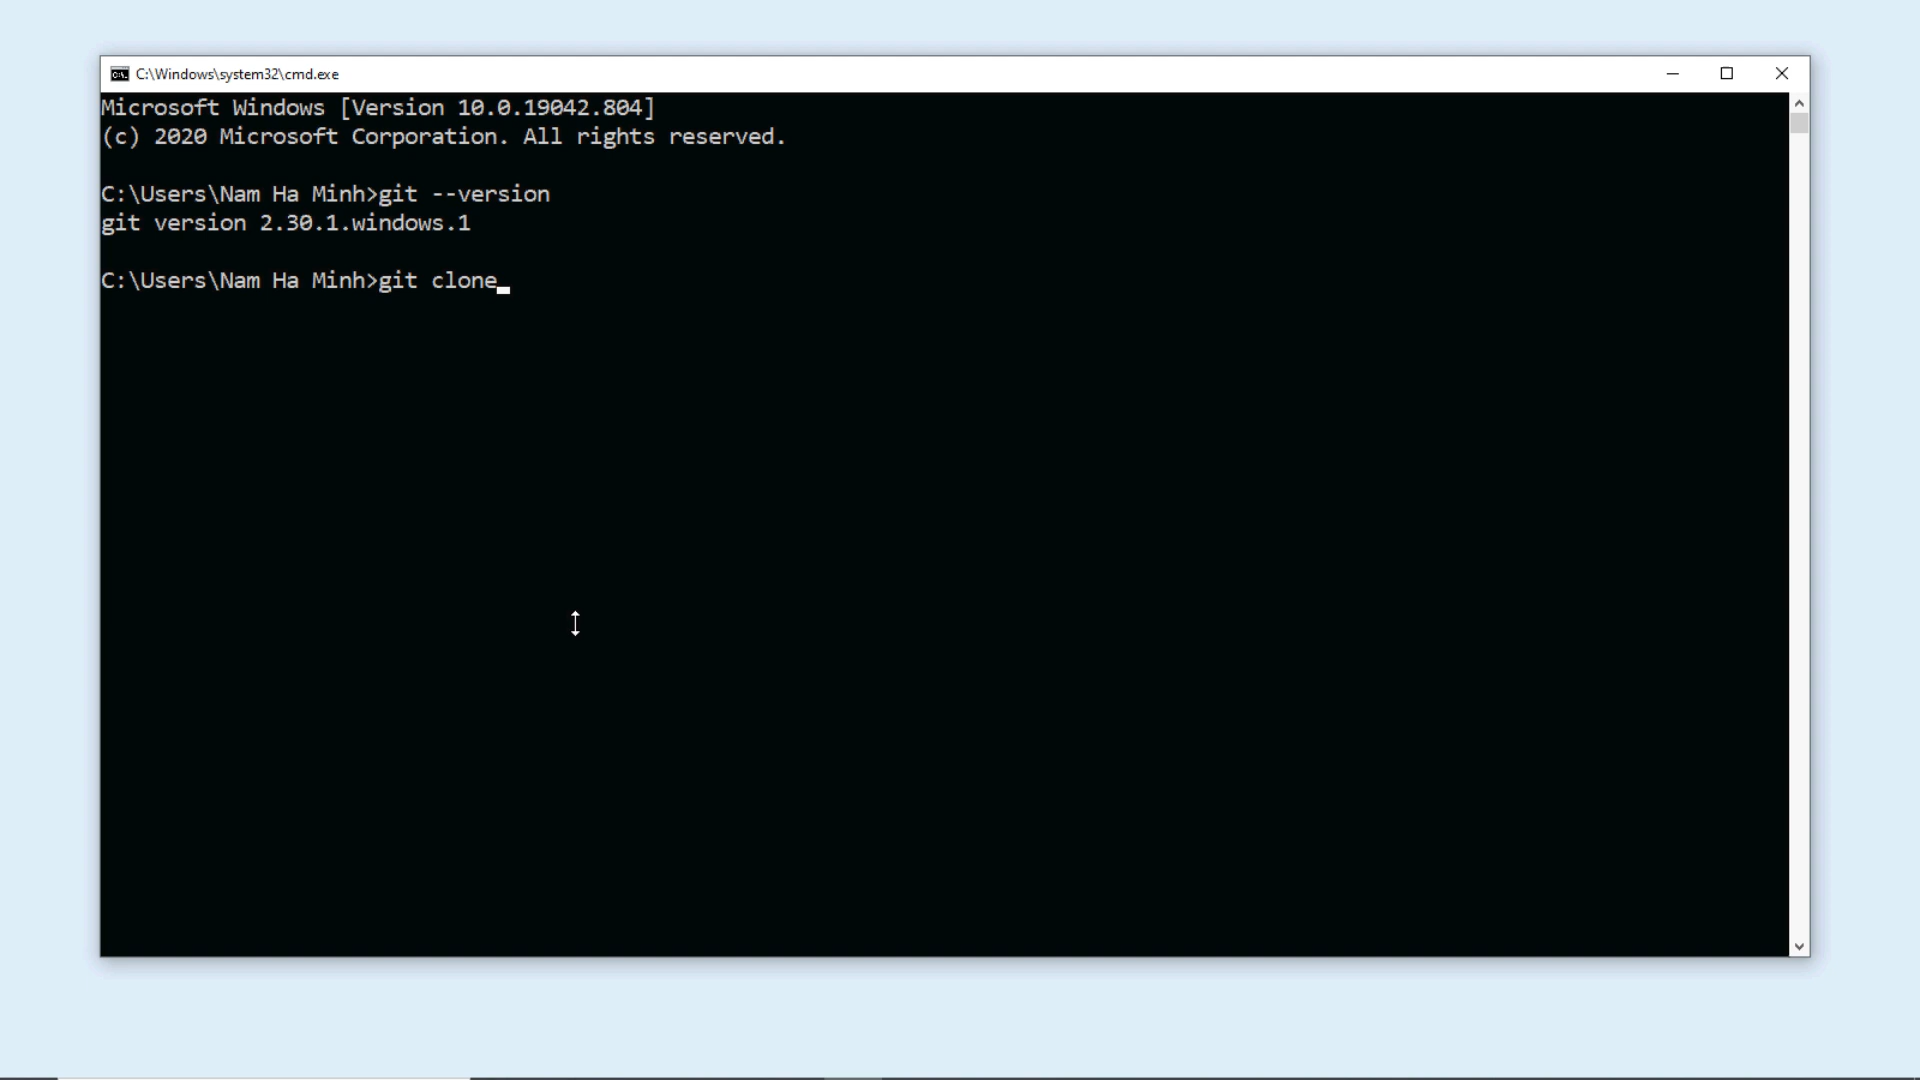 C:\Windows\system32\cmd.exe
Microsoft Windows [Version 10.0.19042.804]
(c) 2020 Microsoft Corporation. All rights reserved.
C:\Users\Nam Ha Minh>git --version
git version 2.30.1.windows.1
C:\Users\Nam Ha Minh>git clone